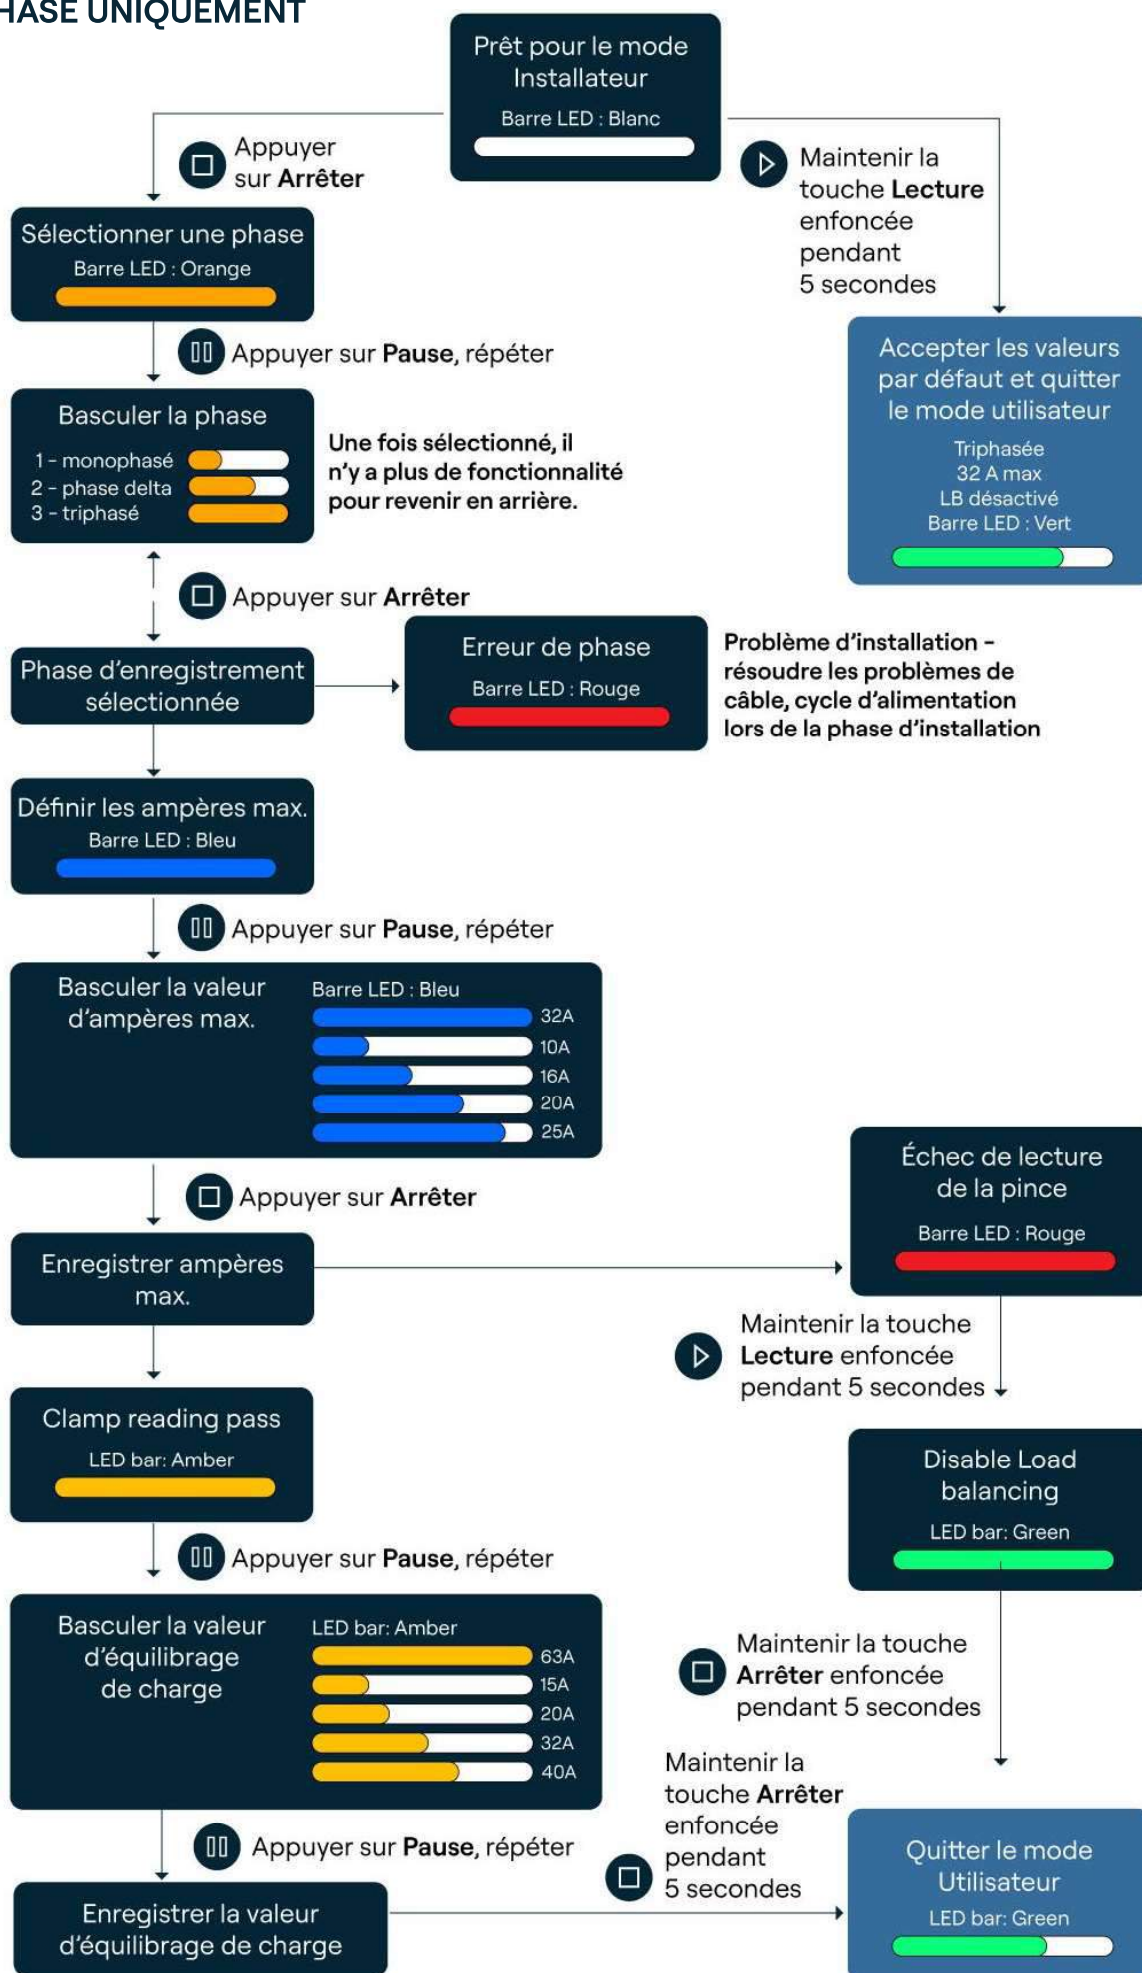 HASE UNIQUEMENT
Prêt pour le mode
Installateur
Barre LED : Blanc
Appuyer
sur Arrêter
Maintenir la
touche Lecture
enfoncée
pendant
5 secondes
Sélectionner une phase
Barre LED : Orange
Appuyer sur Pause, répéter
Basculer la phase
1 - monophasé
2 - phase delta
3 - triphasé
Une fois sélectionné, il
n'y a plus de fonctionnalité
pour revenir en arrière.
Accepter les valeurs
par défaut et quitter
le mode utilisateur
Triphasée
32 A max
LB désactivé
Barre LED : Vert
Appuyer sur Arrêter
Phase d'enregistrement
sélectionnée
Erreur de phase
Barre LED : Rouge
Problème d'installation -
résoudre les problèmes de
câble, cycle d'alimentation
lors de la phase d'installation
Définir les ampères max.
Barre LED : Bleu
Appuyer sur Pause, répéter
Basculer la valeur
d'ampères max.
Barre LED : Bleu
32A
10A
16A
20A
25A
Appuyer sur Arrêter
Enregistrer ampères
max.
Échec de lecture
de la pince
Barre LED : Rouge
Maintenir la touche
Lecture enfoncée
pendant 5 secondes
Clamp reading pass
LED bar: Amber
Disable Load
balancing
LED bar: Green
Appuyer sur Pause, répéter
Basculer la valeur
d'équilibrage
de charge
LED bar: Amber
63A
15A
20A
32A
40A
Maintenir la touche
Arrêter enfoncée
pendant 5 secondes
Appuyer sur Pause, répéter
Maintenir la
touche Arrêter
enfoncée
pendant
5 secondes
Enregistrer la valeur
d'équilibrage de charge
Quitter le mode
Utilisateur
LED bar: Green